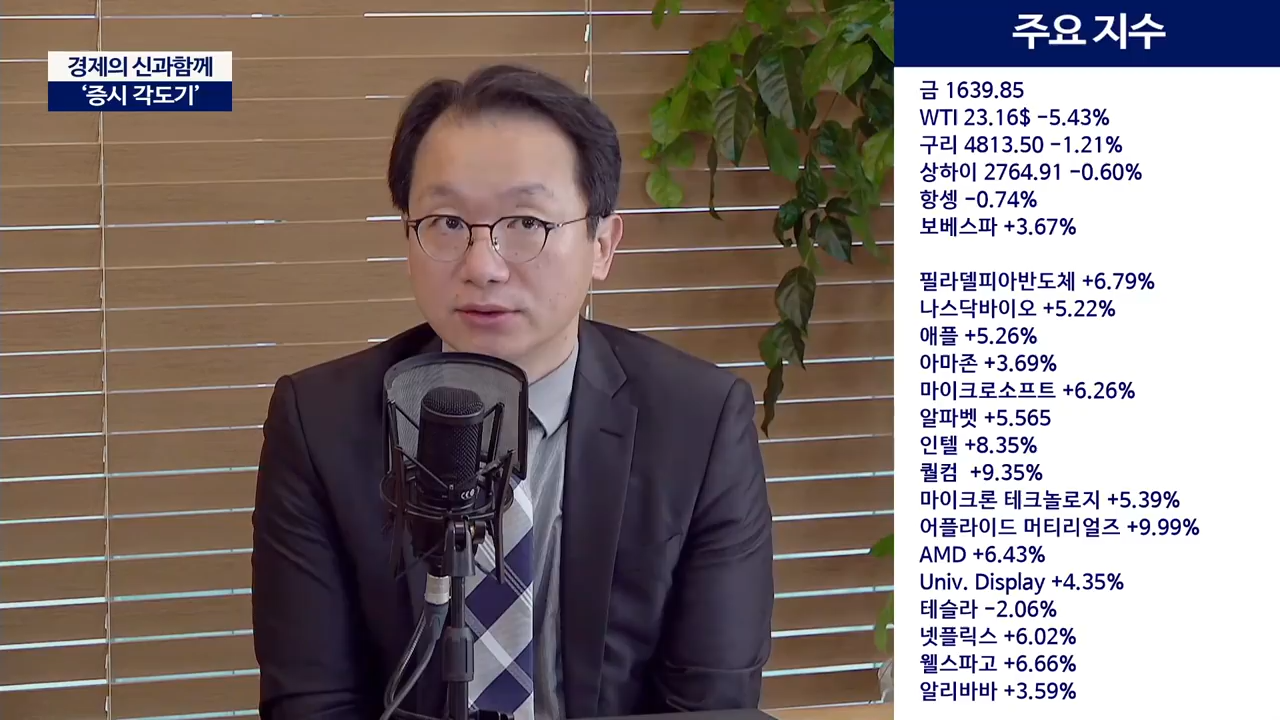 경제의 신과함께
‘증시 각도기’
주요 지수
금 1639.85
WTI 23.16$ -5.43%
구리 4813.50 -1.21%
상하이 2764.91 -0.60%
항셍 -0.74%
보베스파 +3.67%
필라델피아반도체 +6.79%
나스닥바이오 +5.22%
애플 +5.26%
아마존 +3.69%
마이크로소프트 +6.26%
알파벳 +5.565
인텔 +8.35%
퀄컴  +9.35%
마이크론 테크놀로지 +5.39%
어플라이드 머티리얼즈 +9.99%
AMD +6.43%
Univ. Display +4.35%
테슬라 -2.06%
넷플릭스 +6.02%
웰스파고 +6.66%
알리바바 +3.59%